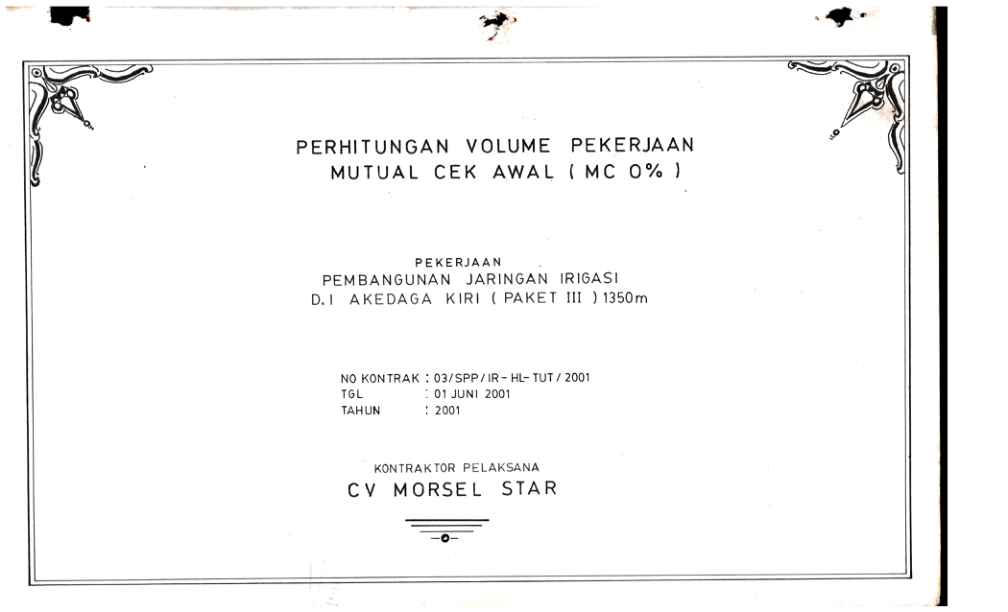 PERHITUNGAN VOLUME PEKERJAAN
MUTUAL CEK AWAL ( MC 0% )
PEKERJAAN
PEMBANGUNAN JARINGAN IRIGASI
D.I AKEDAGA KIRI ( PAKET III ) 1350m
NO KONTRAK : 03/SPP/IR-HL-TUT/2001
TGL : 01 JUNI 2001
TAHUN : 2001
KONTRAKTOR PELAKSANA
CV MORSEL STAR